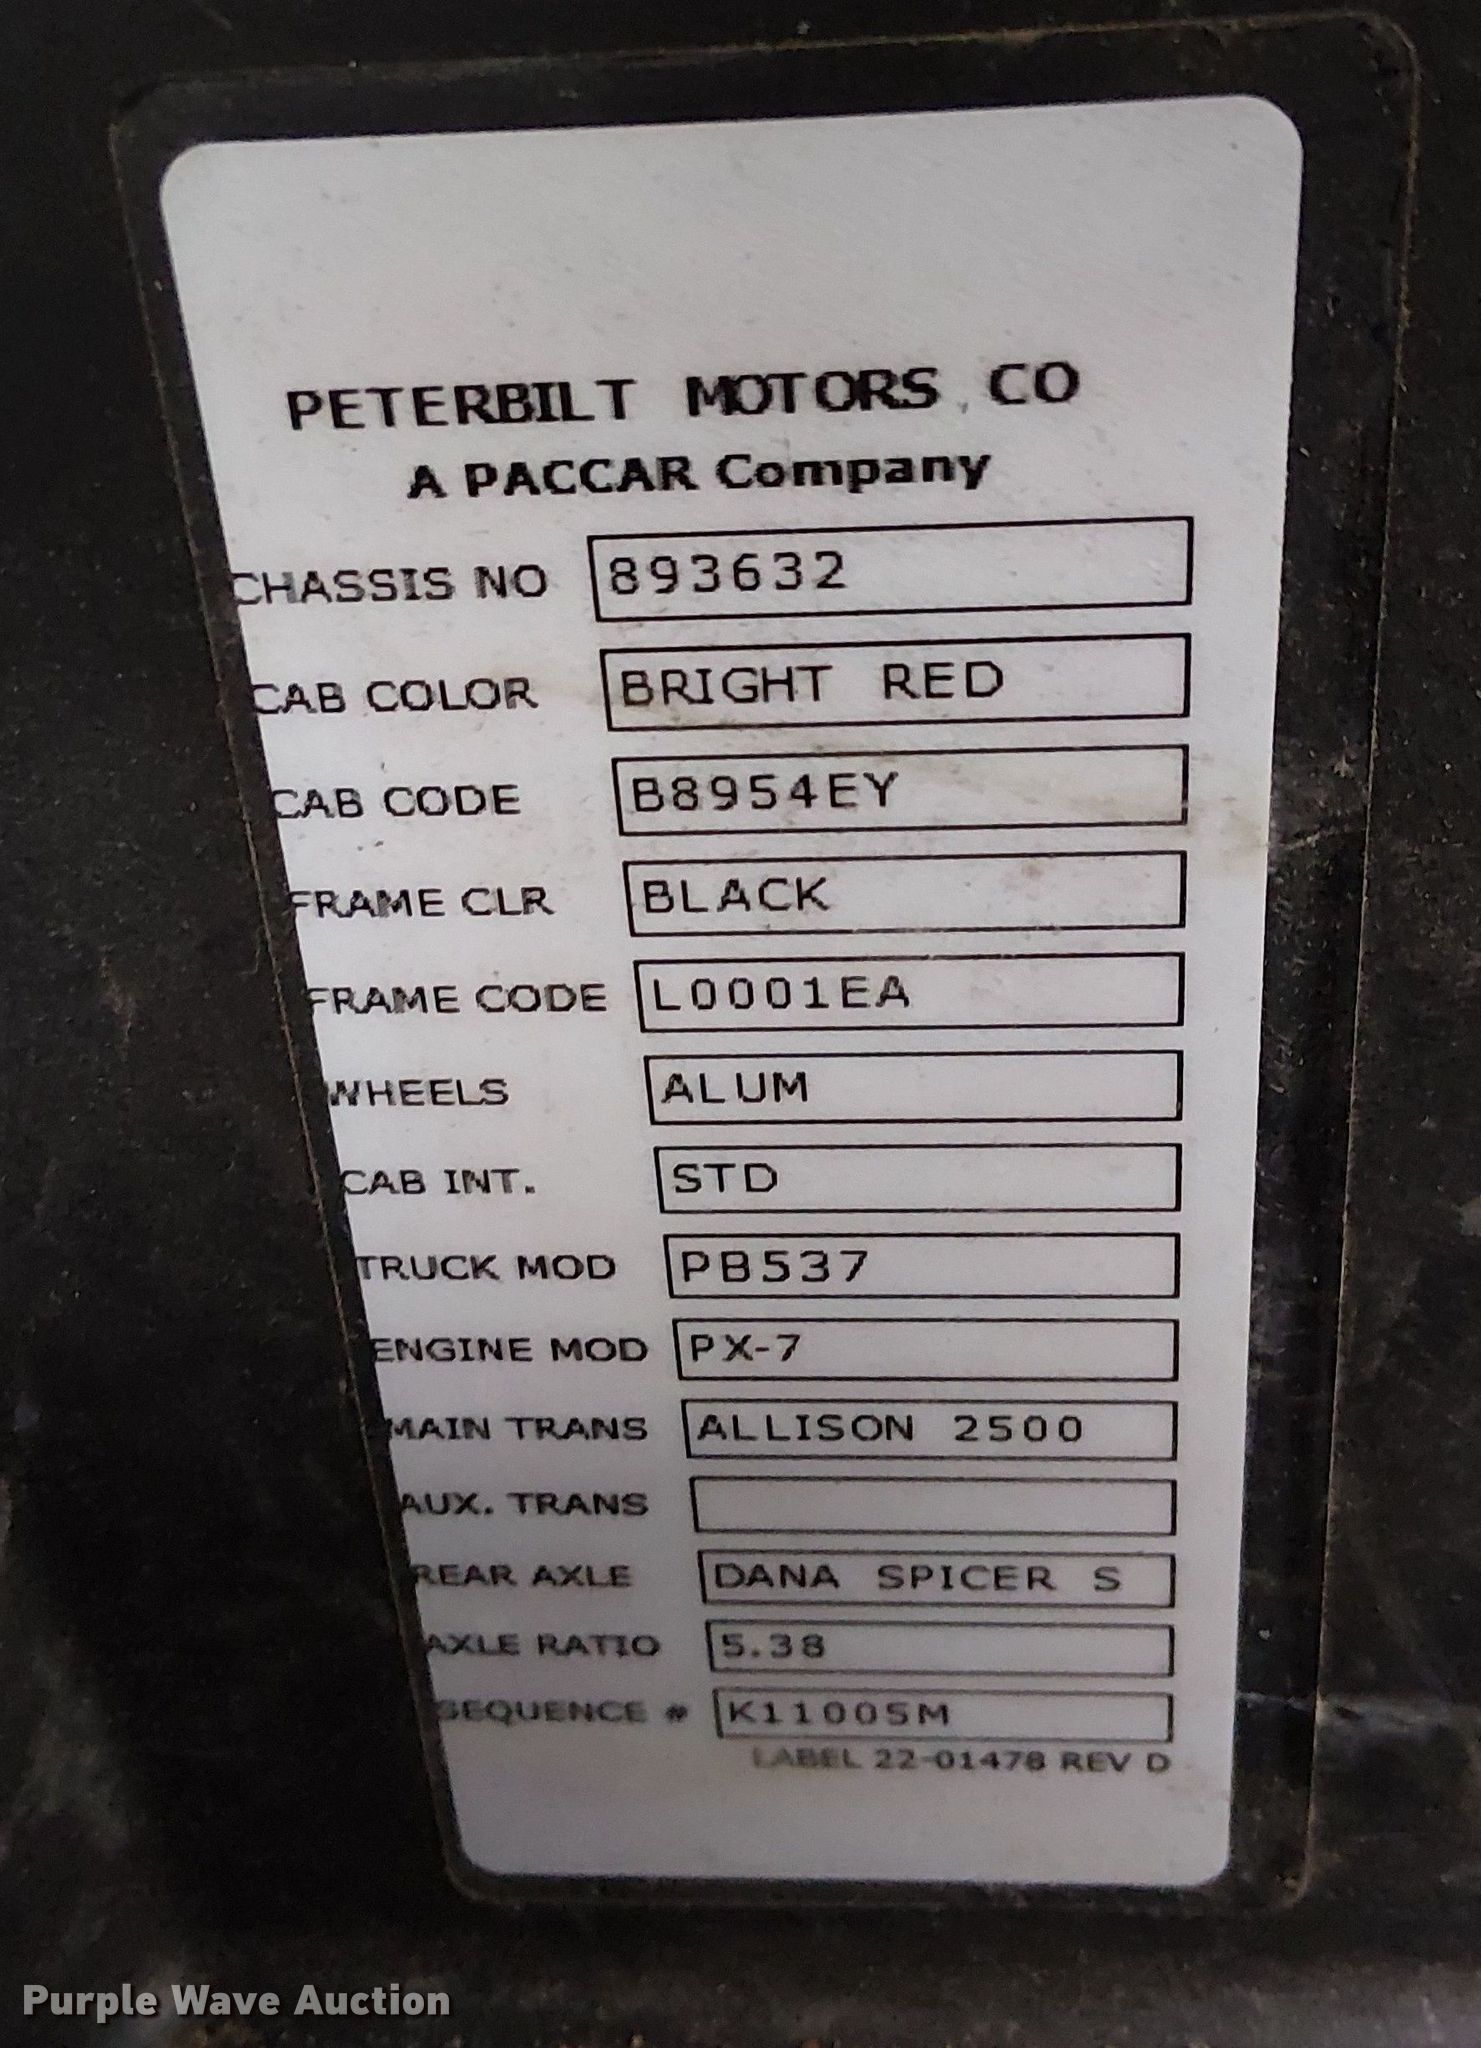 PETERBILT MOTORS CO
A PACCAR Company
CHASSIS NO 893632
CAB COLOR BRIGHT RED
CAB CODE B8954EY
FRAME CLR BLACK
FRAME CODE L0001EA
WHEELS ALUM
CAB INT. STD
TRUCK MOD PB537
ENGINE MOD PX-7
MAIN TRANS ALLISON 2500
AUX. TRANS
REAR AXLE DANA SPICER S
AXLE RATIO 5.38
SEQUENCE # K11005M
LABEL 22-01478 REV D
Purple Wave Auction